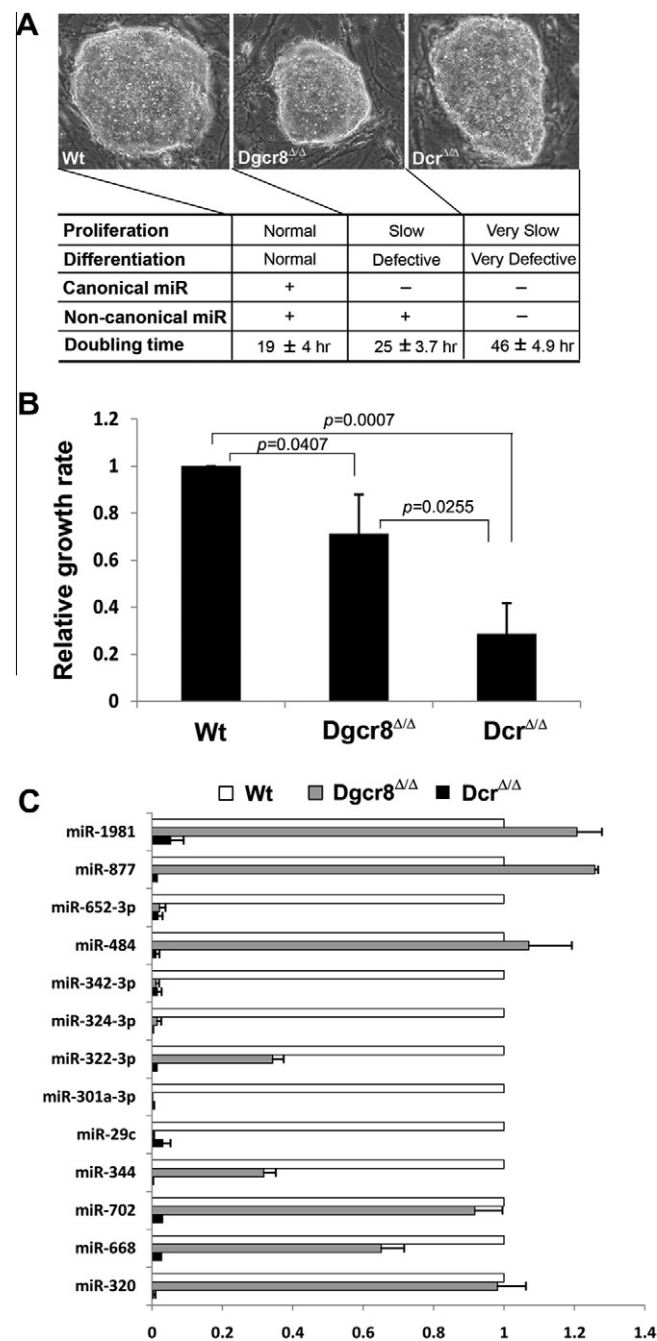 A
Wt
Dgcr8Δ/Δ
DcrΔ/Δ
Proliferation Normal Slow Very Slow
Differentiation Normal Defective Very Defective
Canonical miR + – –
Non-canonical miR + + –
Doubling time 19 ± 4 hr 25 ± 3.7 hr 46 ± 4.9 hr
B
Relative growth rate
1.2
1
0.8
0.6
0.4
0.2
0
p=0.0007
p=0.0407
p=0.0255
Wt Dgcr8Δ/Δ DcrΔ/Δ
C
Wt Dgcr8Δ/Δ DcrΔ/Δ
miR-1981
miR-877
miR-652-3p
miR-484
miR-342-3p
miR-324-3p
miR-322-3p
miR-301a-3p
miR-29c
miR-344
miR-702
miR-668
miR-320
0 0.2 0.4 0.6 0.8 1 1.2 1.4